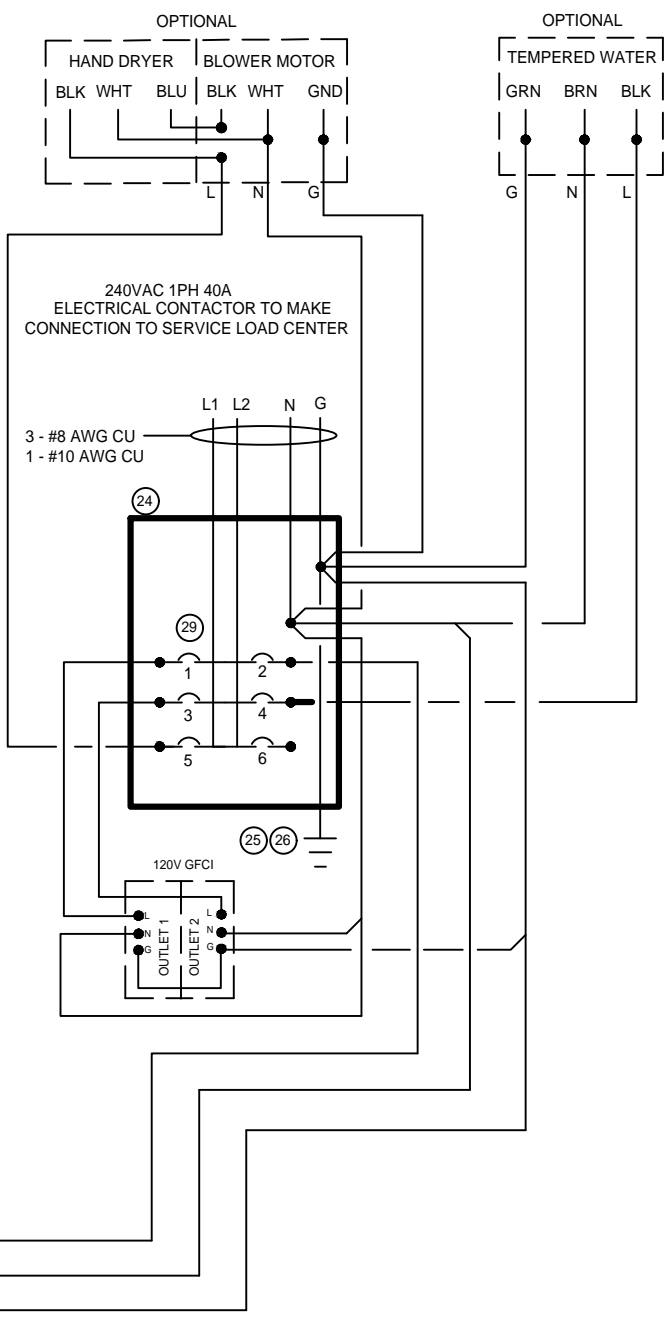 OPTIONAL
HAND DRYER BLOWER MOTOR
BLK WHT BLU BLK WHT GND
L N G
OPTIONAL
TEMPERED WATER
GRN BRN BLK
G N L
240VAC 1PH 40A
ELECTRICAL CONTACTOR TO MAKE
CONNECTION TO SERVICE LOAD CENTER
L1 L2 N G
3 - #8 AWG CU
1 - #10 AWG CU
24
29
1 2
3 4
5 6
25 26
120V GFCI
L
N
G
OUTLET 1
OUTLET 2
L
N
G